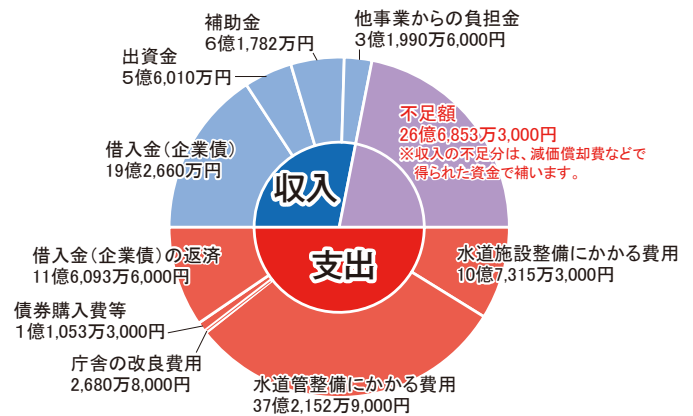 補助金
6億1,782万円
他事業からの負担金
3億1,990万6,000円
出資金
5億6,010万円
不足額
26億6,853万3,000円
※収入の不足分は、減価償却費などで
得られた資金で補います。
借入金(企業債)
19億2,660万円
収入
支出
借入金(企業債)の返済
11億6,093万6,000円
水道施設整備にかかる費用
10億7,315万3,000円
債券購入費等
1億1,053万3,000円
庁舎の改良費用
2,680万8,000円
水道管整備にかかる費用
37億2,152万9,000円